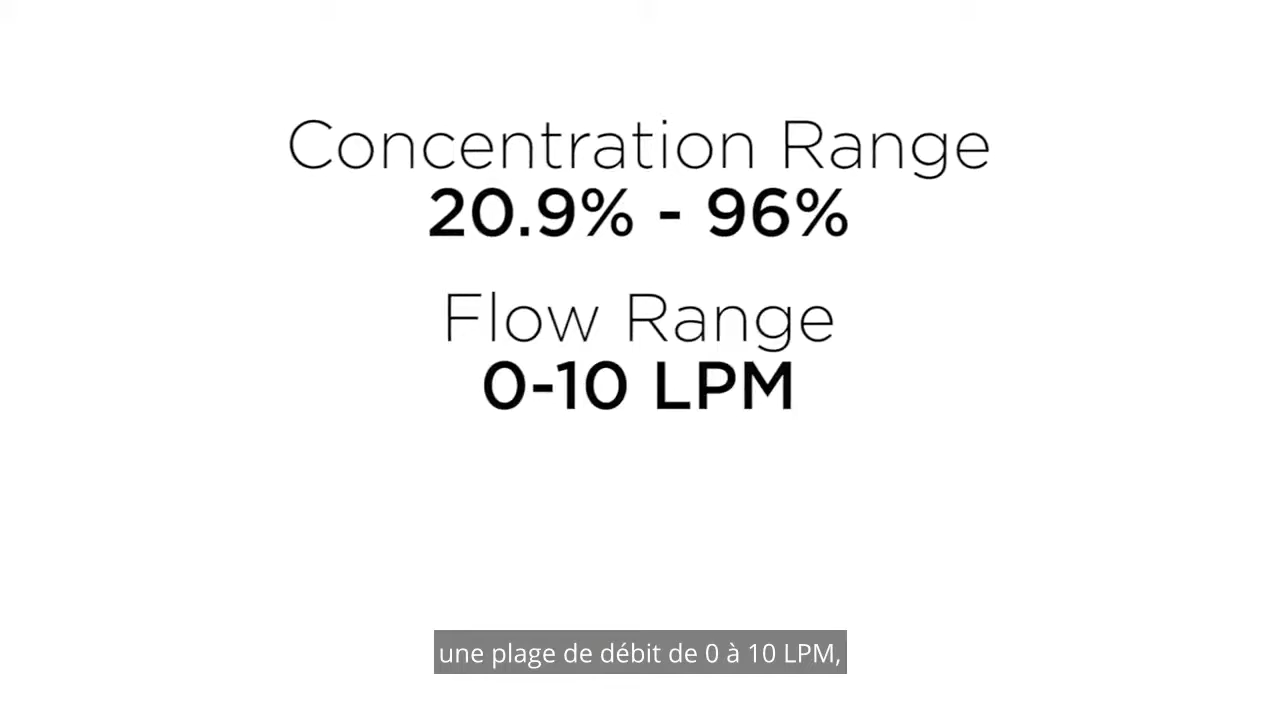 Concentration Range
20.9% - 96%
Flow Range
0-10 LPM
une plage de débit de 0 à 10 LPM,